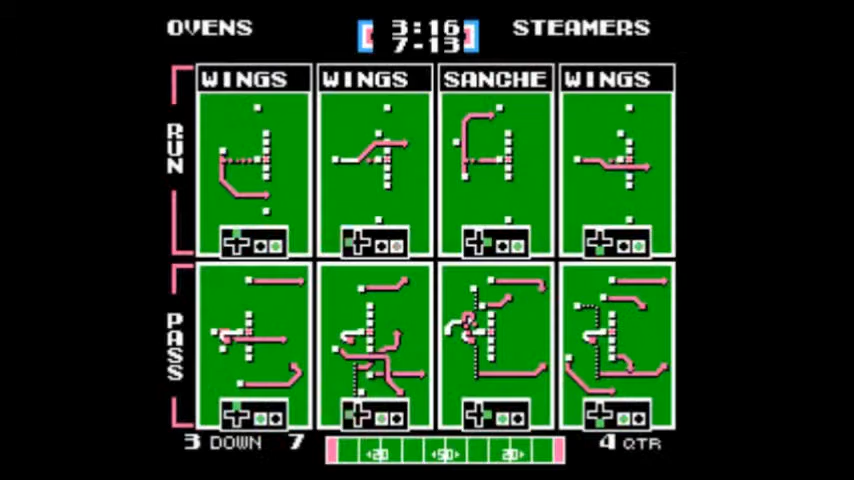 OVENS 3:16 STEAMERS
7-13
WINGS WINGS SANCHE WINGS
RUN
PASS
3 DOWN 7 4 QTR
20 50 20